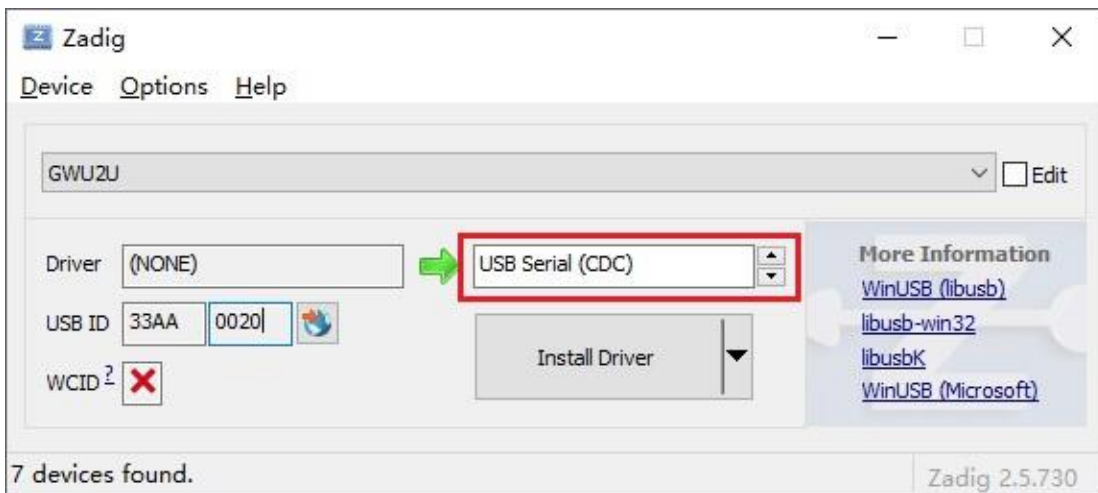 Zadig
Device Options Help
GWU2U
Edit
Driver (NONE) USB Serial (CDC)
USB ID 33AA 0020
WCID ?
Install Driver
More Information
WinUSB (libusb)
libusb-win32
libusbK
WinUSB (Microsoft)
7 devices found.
Zadig 2.5.730